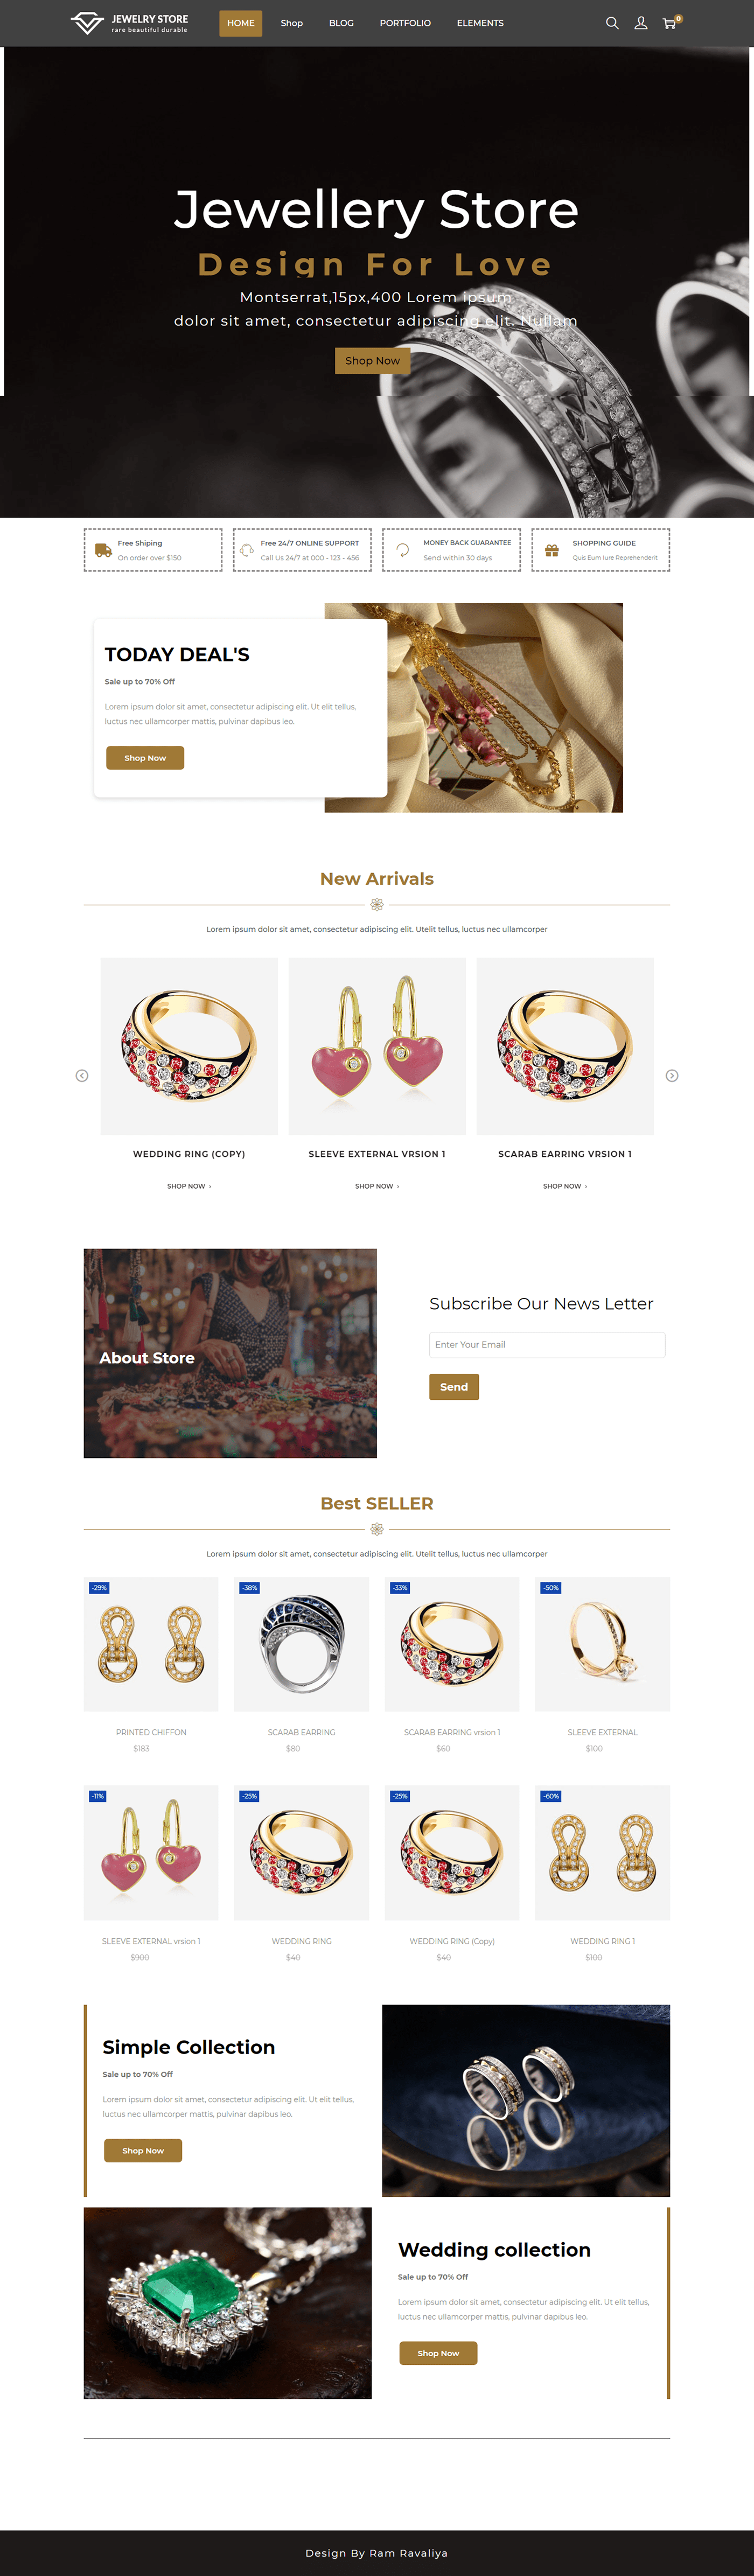 JEWELRY STORE
rare beautiful durable
HOME
Shop
BLOG
PORTFOLIO
ELEMENTS
0
Jewellery Store
Design For Love
Montserrat,15px,400 Lorem ipsum
dolor sit amet, consectetur adipiscing elit. Nullam
Shop Now
Free Shiping
On order over $150
Free 24/7 ONLINE SUPPORT
Call Us 24/7 at 000 - 123 - 456
MONEY BACK GUARANTEE
Send within 30 days
SHOPPING GUIDE
Quis Eum Iure Reprehenderit
TODAY DEAL'S
Sale up to 70% Off
Lorem ipsum dolor sit amet, consectetur adipiscing elit. Ut elit tellus,
luctus nec ullamcorper mattis, pulvinar dapibus leo.
Shop Now
New Arrivals
Lorem ipsum dolor sit amet, consectetur adipiscing elit. Utelit tellus, luctus nec ullamcorper
WEDDING RING (COPY)
SLEEVE EXTERNAL VRSION 1
SCARAB EARRING VRSION 1
SHOP NOW ›
SHOP NOW ›
SHOP NOW ›
About Store
Subscribe Our News Letter
Enter Your Email
Send
Best SELLER
Lorem ipsum dolor sit amet, consectetur adipiscing elit. Utelit tellus, luctus nec ullamcorper
-29%
-38%
-33%
-50%
PRINTED CHIFFON
SCARAB EARRING
SCARAB EARRING vrsion 1
SLEEVE EXTERNAL
$183
$80
$60
$100
-11%
-25%
-25%
-60%
SLEEVE EXTERNAL vrsion 1
WEDDING RING
WEDDING RING (Copy)
WEDDING RING 1
$900
$40
$40
$100
Simple Collection
Sale up to 70% Off
Lorem ipsum dolor sit amet, consectetur adipiscing elit. Ut elit tellus,
luctus nec ullamcorper mattis, pulvinar dapibus leo.
Shop Now
Wedding collection
Sale up to 70% Off
Lorem ipsum dolor sit amet, consectetur adipiscing elit. Ut elit tellus,
luctus nec ullamcorper mattis, pulvinar dapibus leo.
Shop Now
Design By Ram Ravaliya